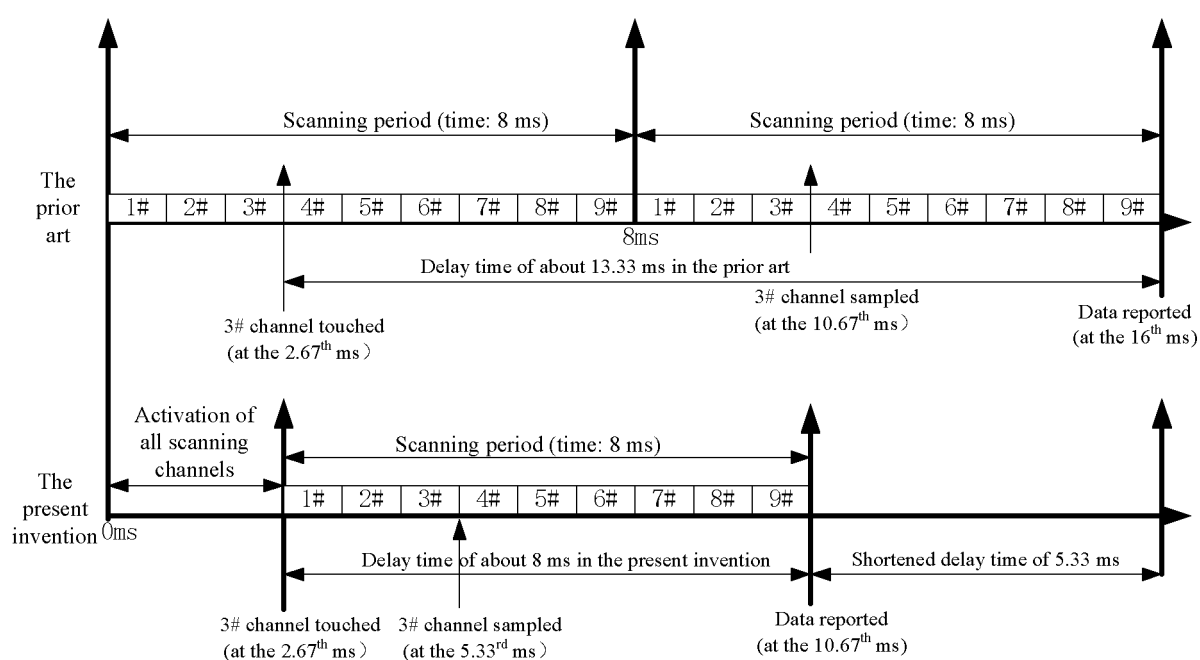 Scanning period (time: 8 ms)
Scanning period (time: 8 ms)
The
prior
art
1# 2# 3# 4# 5# 6# 7# 8# 9# 1# 2# 3# 4# 5# 6# 7# 8# 9#
8ms
Delay time of about 13.33 ms in the prior art
3# channel touched
(at the 2.67th ms)
3# channel sampled
(at the 10.67th ms)
Data reported
(at the 16th ms)
Activation of
all scanning
channels
Scanning period (time: 8 ms)
The
present
invention
1# 2# 3# 4# 5# 6# 7# 8# 9#
0ms
Delay time of about 8 ms in the present invention
Shortened delay time of 5.33 ms
3# channel touched
(at the 2.67th ms)
3# channel sampled
(at the 5.33rd ms)
Data reported
(at the 10.67th ms)